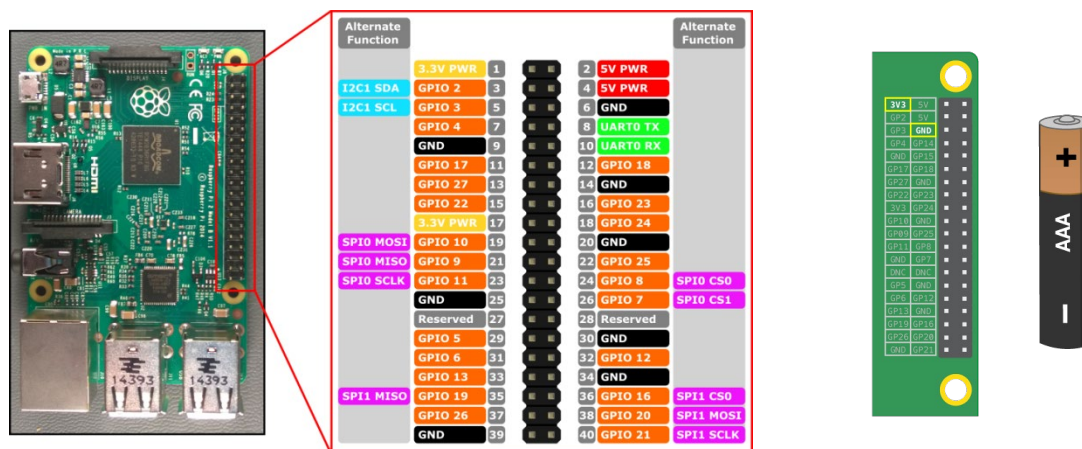 Alternate
Function
Alternate
Function
3.3V PWR 1 2 5V PWR
I2C1 SDA GPIO 2 3 4 5V PWR
I2C1 SCL GPIO 3 5 6 GND
GPIO 4 7 8 UART0 TX
GND 9 10 UART0 RX
GPIO 17 11 12 GPIO 18
GPIO 27 13 14 GND
GPIO 22 15 16 GPIO 23
3.3V PWR 17 18 GPIO 24
SPI0 MOSI GPIO 10 19 20 GND
SPI0 MISO GPIO 9 21 22 GPIO 25
SPI0 SCLK GPIO 11 23 24 GPIO 8 SPI0 CS0
GND 25 26 GPIO 7 SPI0 CS1
Reserved 27 28 Reserved
GPIO 5 29 30 GND
GPIO 6 31 32 GPIO 12
GPIO 13 33 34 GND
SPI1 MISO GPIO 19 35 36 GPIO 16 SPI1 CS0
GPIO 26 37 38 GPIO 20 SPI1 MOSI
GND 39 40 GPIO 21 SPI1 SCLK
DISPLAY
HDMI
CE FC
14393 14393
3V3 5V
GP2 5V
GP3 GND
GP4 GP14
GND GP15
GP17 GP18
GP27 GND
GP22 GP23
3V3 GP24
GP10 GND
GP09 GP25
GP11 GP8
GND GP7
DNC DNC
GP5 GND
GP6 GP12
GP13 GND
GP19 GP16
GP26 GP20
GND GP21
+
AAA
-